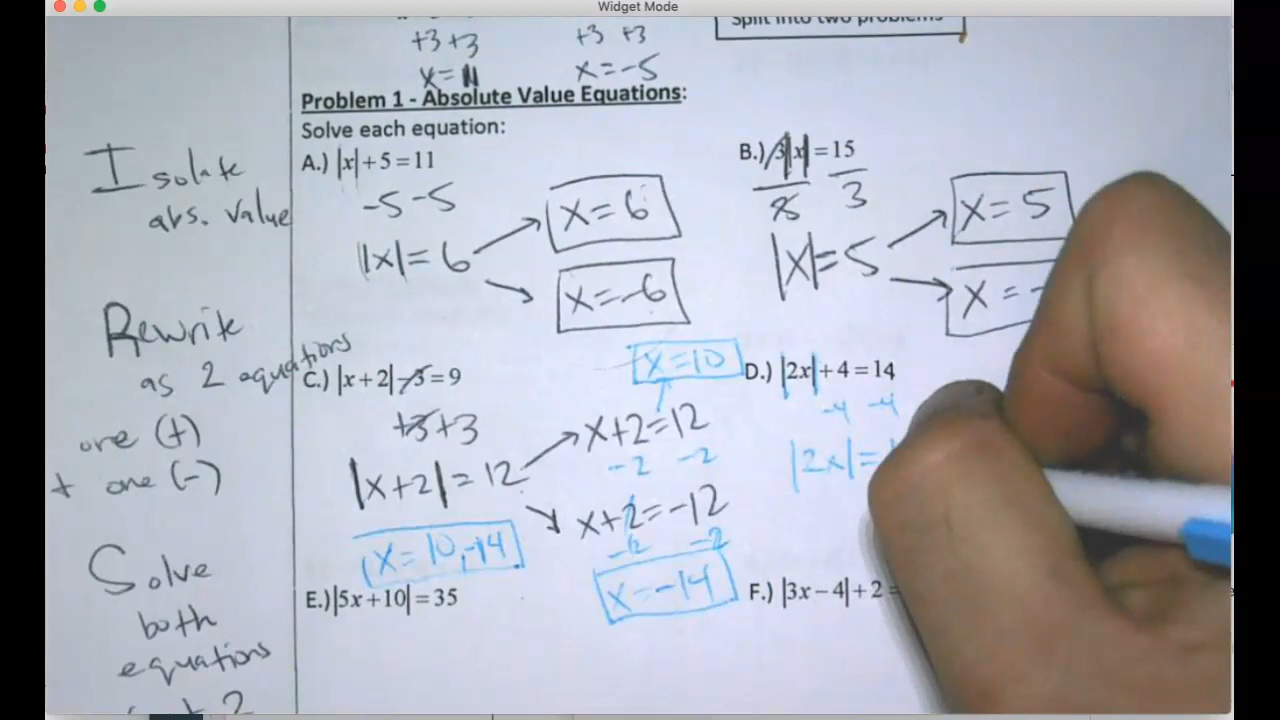 Widget Mode
Split into two problems
+3 +3
x = 11
+3 +3
x = -5
Problem 1 - Absolute Value Equations:
Solve each equation:
Isolate
abs. value
Rewrite
as 2 equations
one (+)
+ one (-)
Solve
both
equations
A.) |x| + 5 = 11
-5 -5
|x| = 6
x = 6
x = -6
B.) 3|x| = 15
3 3
|x| = 5
x = 5
x = -
C.) |x + 2| - 3 = 9
+3 +3
|x+2| = 12
x+2 = 12
-2 -2
x = 10
x+2 = -12
-2 -2
x = -14
x = 10, -14
D.) |2x| + 4 = 14
-4 -4
|2x| =
E.) |5x + 10| = 35
F.) |3x - 4| + 2 =